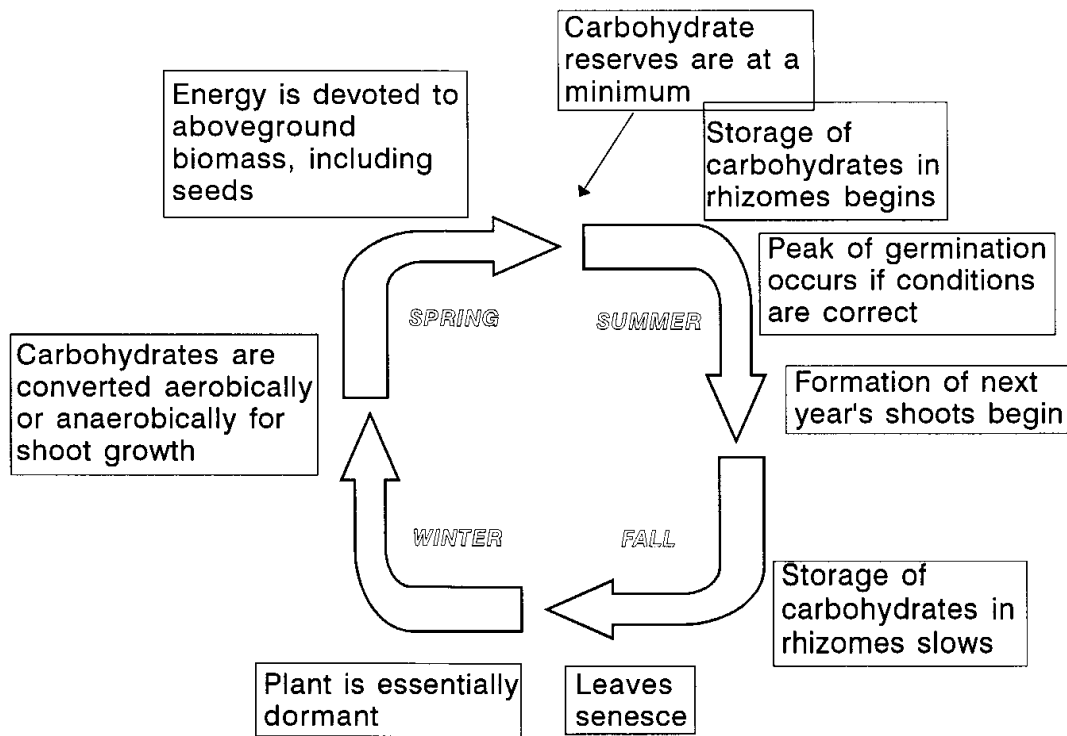 Carbohydrate
reserves are at a
minimum
Energy is devoted to
aboveground
biomass, including
seeds
Storage of
carbohydrates in
rhizomes begins
Peak of germination
occurs if conditions
are correct
SPRING
SUMMER
Carbohydrates are
converted aerobically
or anaerobically for
shoot growth
Formation of next
year's shoots begin
WINTER
FALL
Storage of
carbohydrates in
rhizomes slows
Plant is essentially
dormant
Leaves
senesce